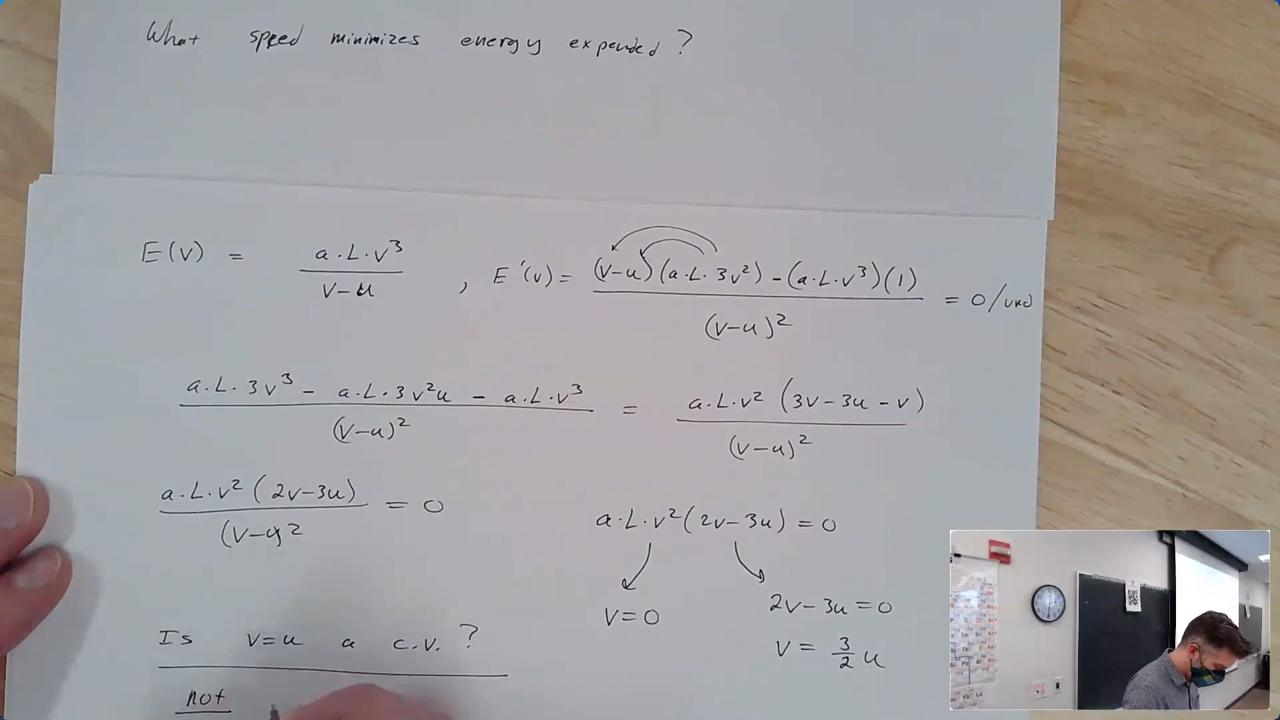 What speed minimizes energy expended ?
E(v) = a·L·v³ / v-u , E'(v) = (v-u)(a·L·3v²) - (a·L·v³)(1) / (v-u)² = 0/und
a·L·3v³ - a·L·3v²u - a·L·v³ / (v-u)² = a·L·v² (3v-3u-v) / (v-u)²
a·L·v² (2v-3u) / (v-u)² = 0
a·L·v²(2v-3u) = 0
v=0
2v-3u=0
v = 3/2 u
Is v=u a c.v. ?
not